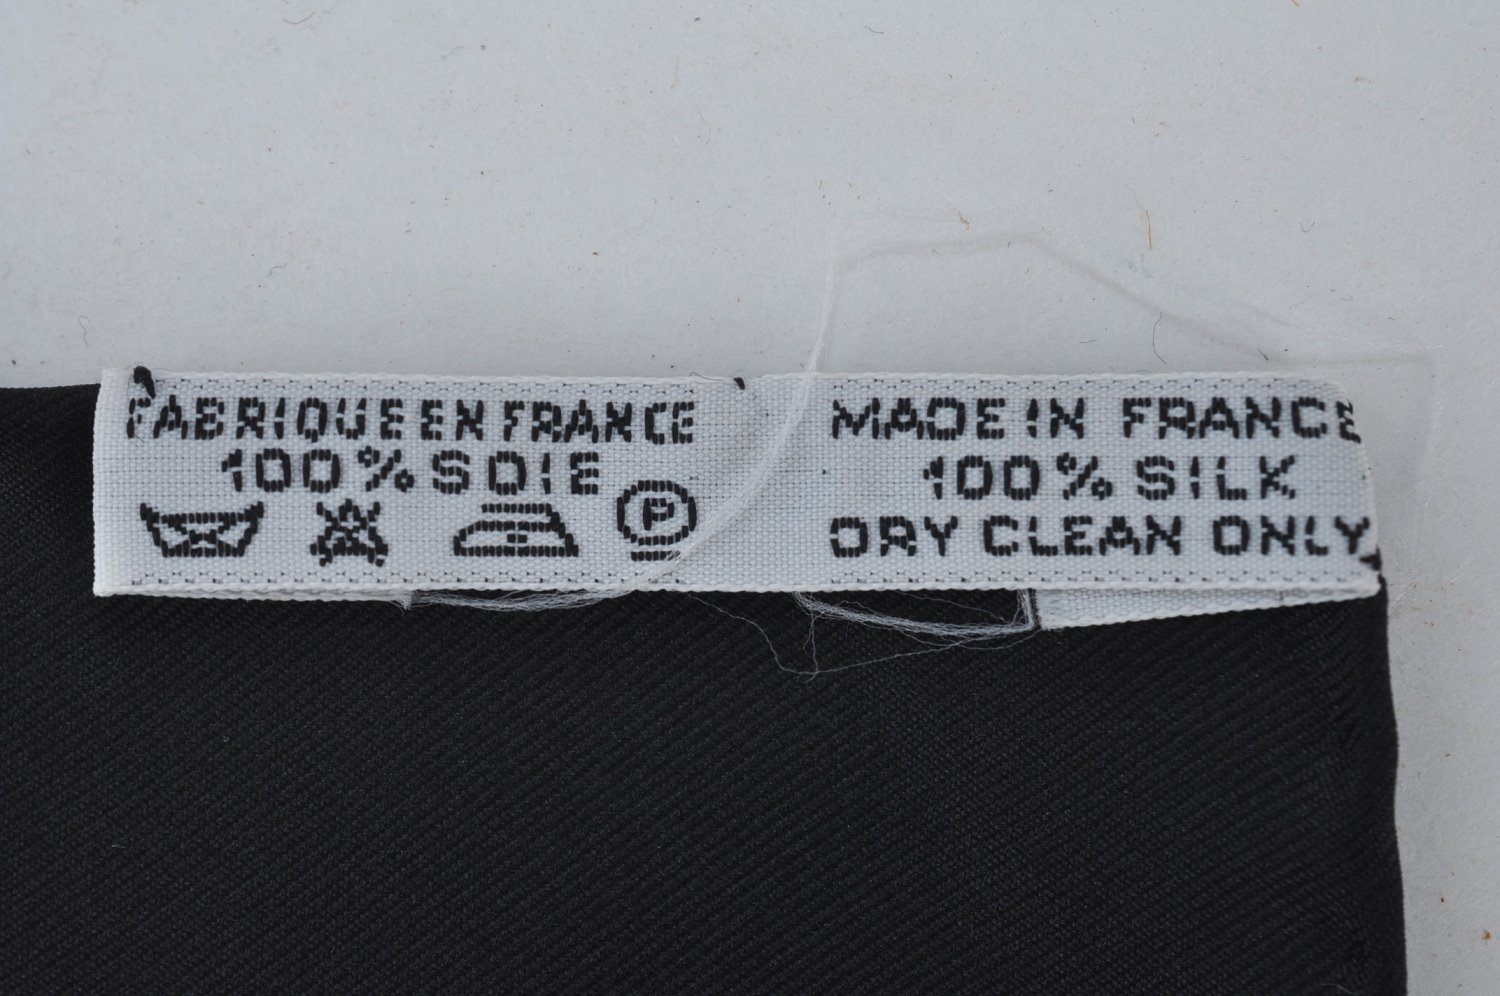 FABRIQUE EN FRANCE
100% SOIE
P
MADE IN FRANCE
100% SILK
DRY CLEAN ONLY